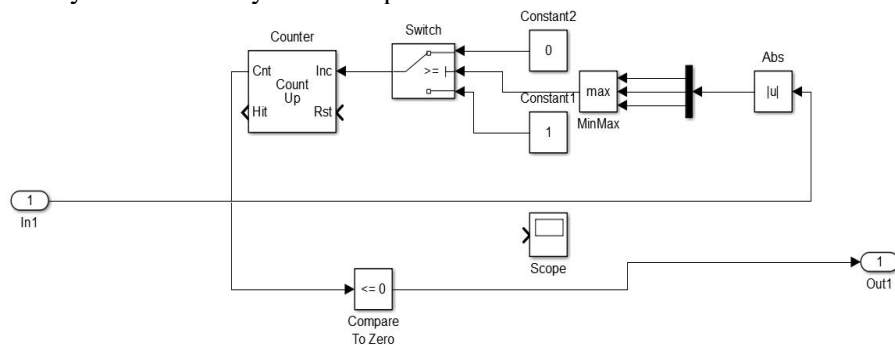 Constant2
Switch
Counter
Abs
0
Cnt
Inc
Count
Up
>=
max
|u|
Hit
Rst
Constant1
MinMax
1
1
In1
Scope
1
Out1
<= 0
Compare
To Zero